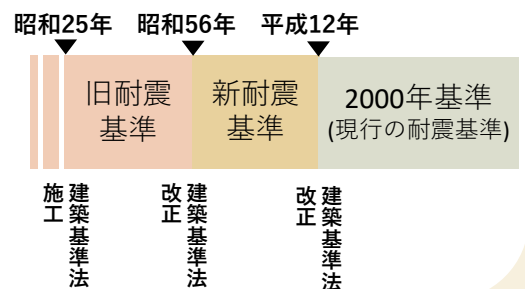 昭和25年 昭和56年 平成12年
旧耐震
基準
新耐震
基準
2000年基準
(現行の耐震基準)
建築基準法
施工
建築基準法
改正
建築基準法
改正